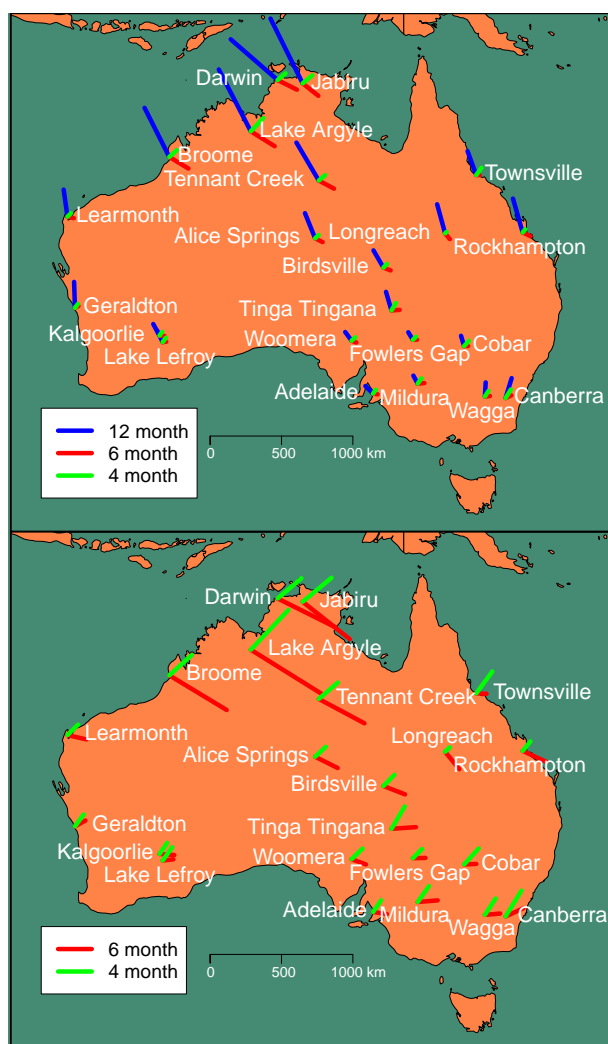 Darwin
Jabiru
Lake Argyle
Broome
Tennant Creek
Townsville
Learmonth
Alice Springs
Longreach
Rockhampton
Birdsville
Geraldton
Tinga Tingana
Kalgoorlie
Woomera
Cobar
Lake Lefroy
Fowlers Gap
Adelaide
Mildura
Canberra
Wagga
12 month
6 month
4 month
0 500 1000 km
Darwin
Jabiru
Lake Argyle
Broome
Tennant Creek
Townsville
Learmonth
Longreach
Alice Springs
Rockhampton
Birdsville
Geraldton
Tinga Tingana
Kalgoorlie
Woomera
Cobar
Lake Lefroy
Fowlers Gap
Adelaide
Mildura
Canberra
Wagga
6 month
4 month
0 500 1000 km